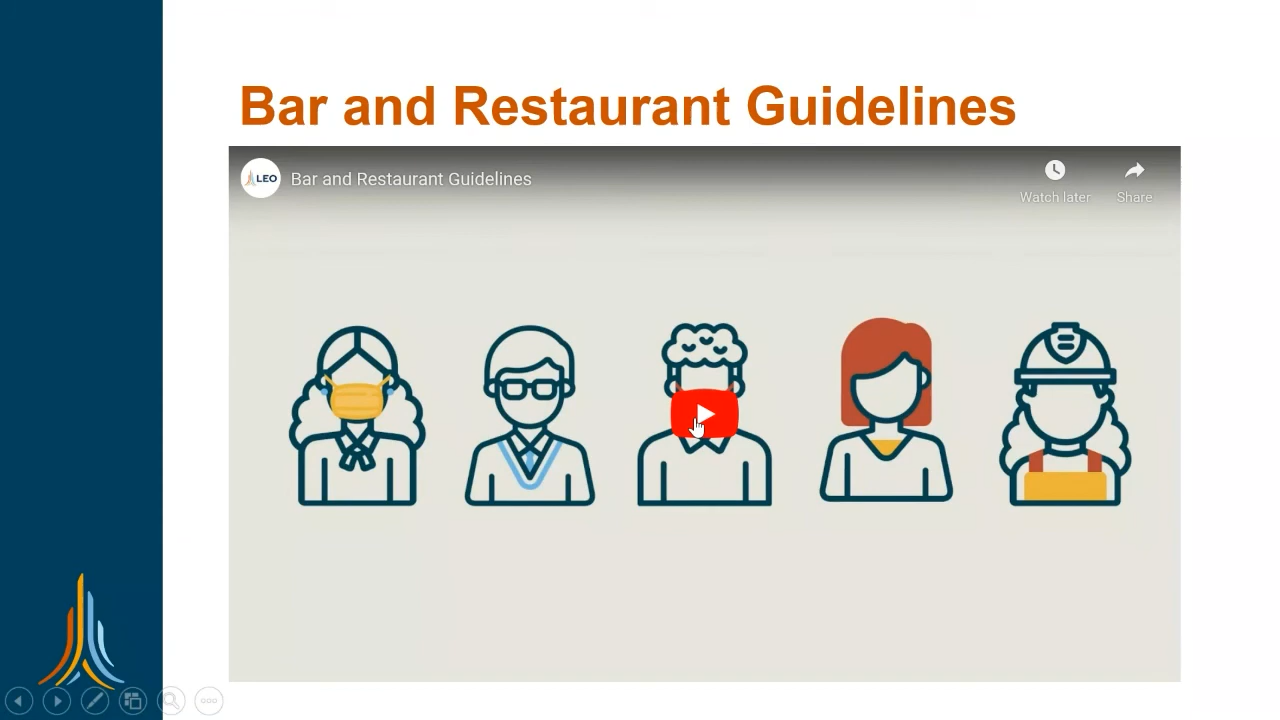 Bar and Restaurant Guidelines
LEO
Bar and Restaurant Guidelines
Watch later
Share